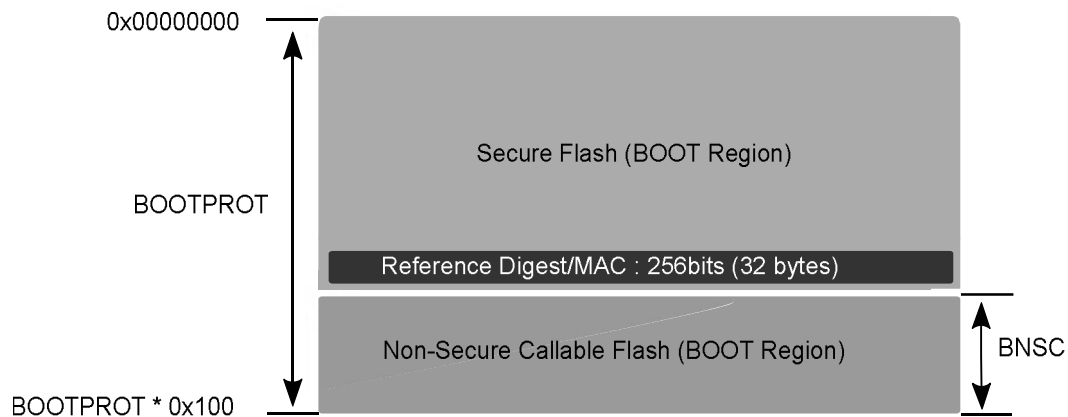 0x00000000
Secure Flash (BOOT Region)
BOOTPROT
Reference Digest/MAC : 256bits (32 bytes)
Non-Secure Callable Flash (BOOT Region)
BNSC
BOOTPROT * 0x100